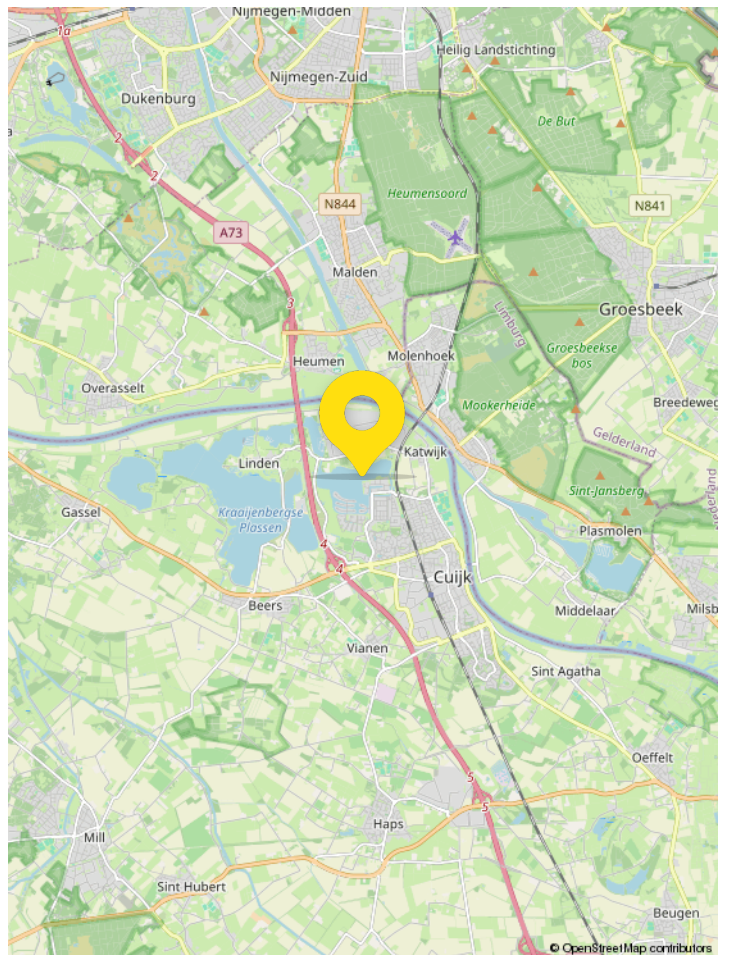 Nijmegen-Midden
1a
Heilig Landstichting
Nijmegen-Zuid
Dukenburg
De But
a
2
2
Heumensoord
N844
N841
A73
Malden
3
Limburg
Groesbeek
Groesbeekse
bos
Molenhoek
Heumen
Overasselt
Mookerheide
Breedeweg
Gelderland
Katwijk
Linden
Sint-Jansberg
Gassel
Kraaijenbergse
Plassen
Plasmolen
4
4
Cuijk
Beers
Middelaar
Milsb
Vianen
Sint Agatha
Oeffelt
5
5
Haps
Mill
Sint Hubert
Beugen
© OpenStreetMap contributors